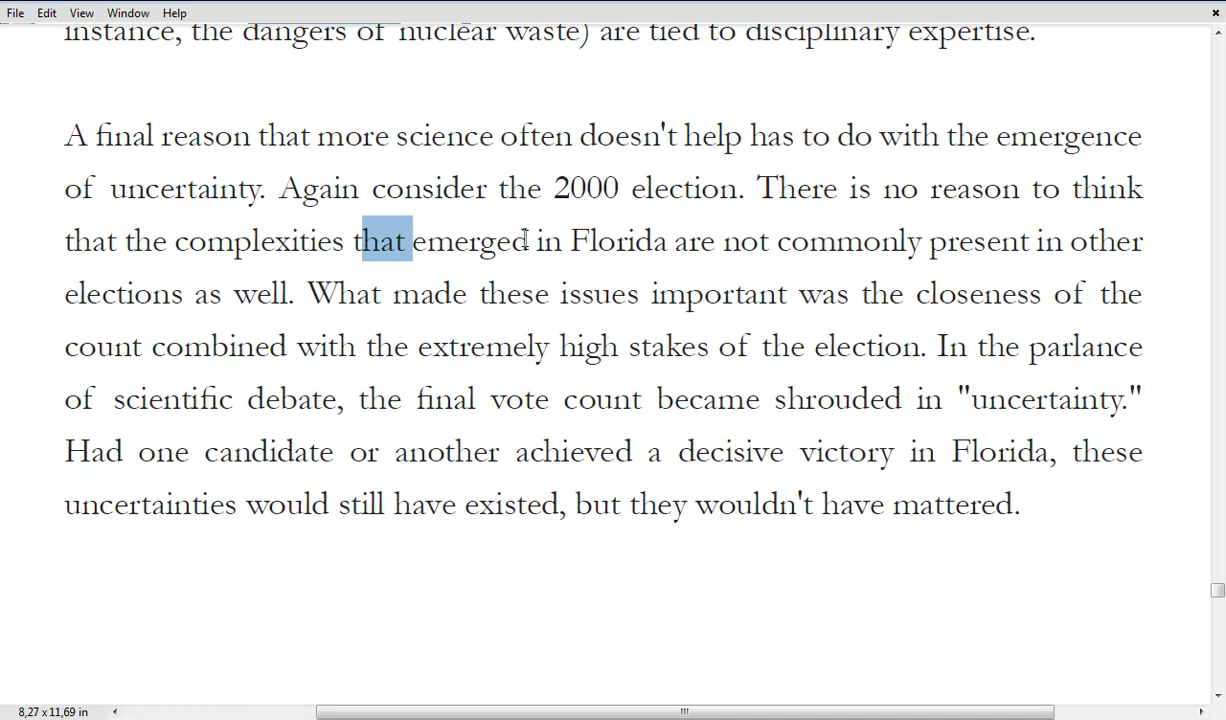 File Edit View Window Help
instance, the dangers of nuclear waste) are tied to disciplinary expertise.
A final reason that more science often doesn't help has to do with the emergence
of uncertainty. Again consider the 2000 election. There is no reason to think
that the complexities that emerged in Florida are not commonly present in other
elections as well. What made these issues important was the closeness of the
count combined with the extremely high stakes of the election. In the parlance
of scientific debate, the final vote count became shrouded in "uncertainty."
Had one candidate or another achieved a decisive victory in Florida, these
uncertainties would still have existed, but they wouldn't have mattered.
8,27 x 11,69 in